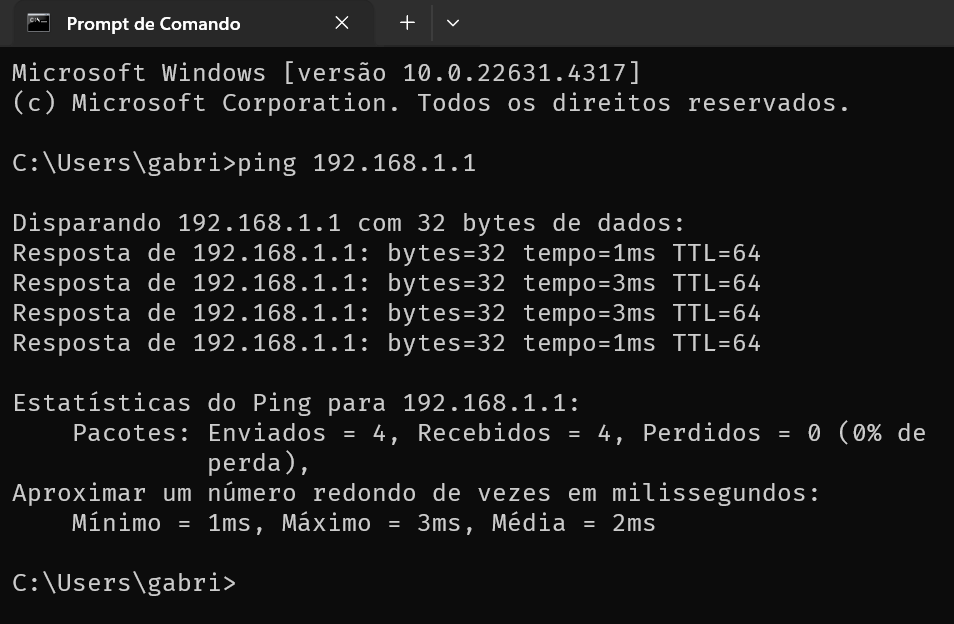 Prompt de Comando
Microsoft Windows [versão 10.0.22631.4317]
(c) Microsoft Corporation. Todos os direitos reservados.
C:\Users\gabri>ping 192.168.1.1
Disparando 192.168.1.1 com 32 bytes de dados:
Resposta de 192.168.1.1: bytes=32 tempo=1ms TTL=64
Resposta de 192.168.1.1: bytes=32 tempo=3ms TTL=64
Resposta de 192.168.1.1: bytes=32 tempo=3ms TTL=64
Resposta de 192.168.1.1: bytes=32 tempo=1ms TTL=64
Estatísticas do Ping para 192.168.1.1:
    Pacotes: Enviados = 4, Recebidos = 4, Perdidos = 0 (0% de
             perda),
Aproximar um número redondo de vezes em milissegundos:
    Mínimo = 1ms, Máximo = 3ms, Média = 2ms
C:\Users\gabri>